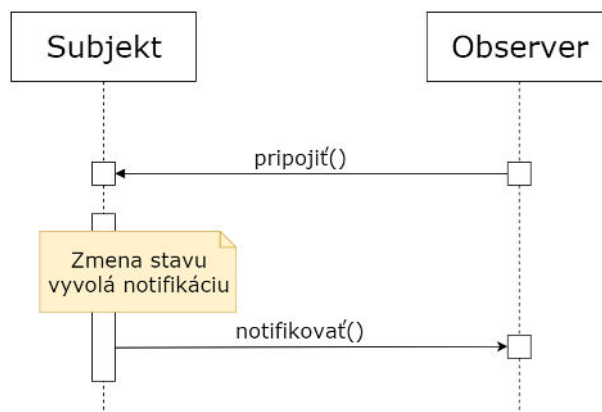 Subjekt
Observer
pripojiť()
Zmena stavu
vyvolá notifikáciu
notifikovať()